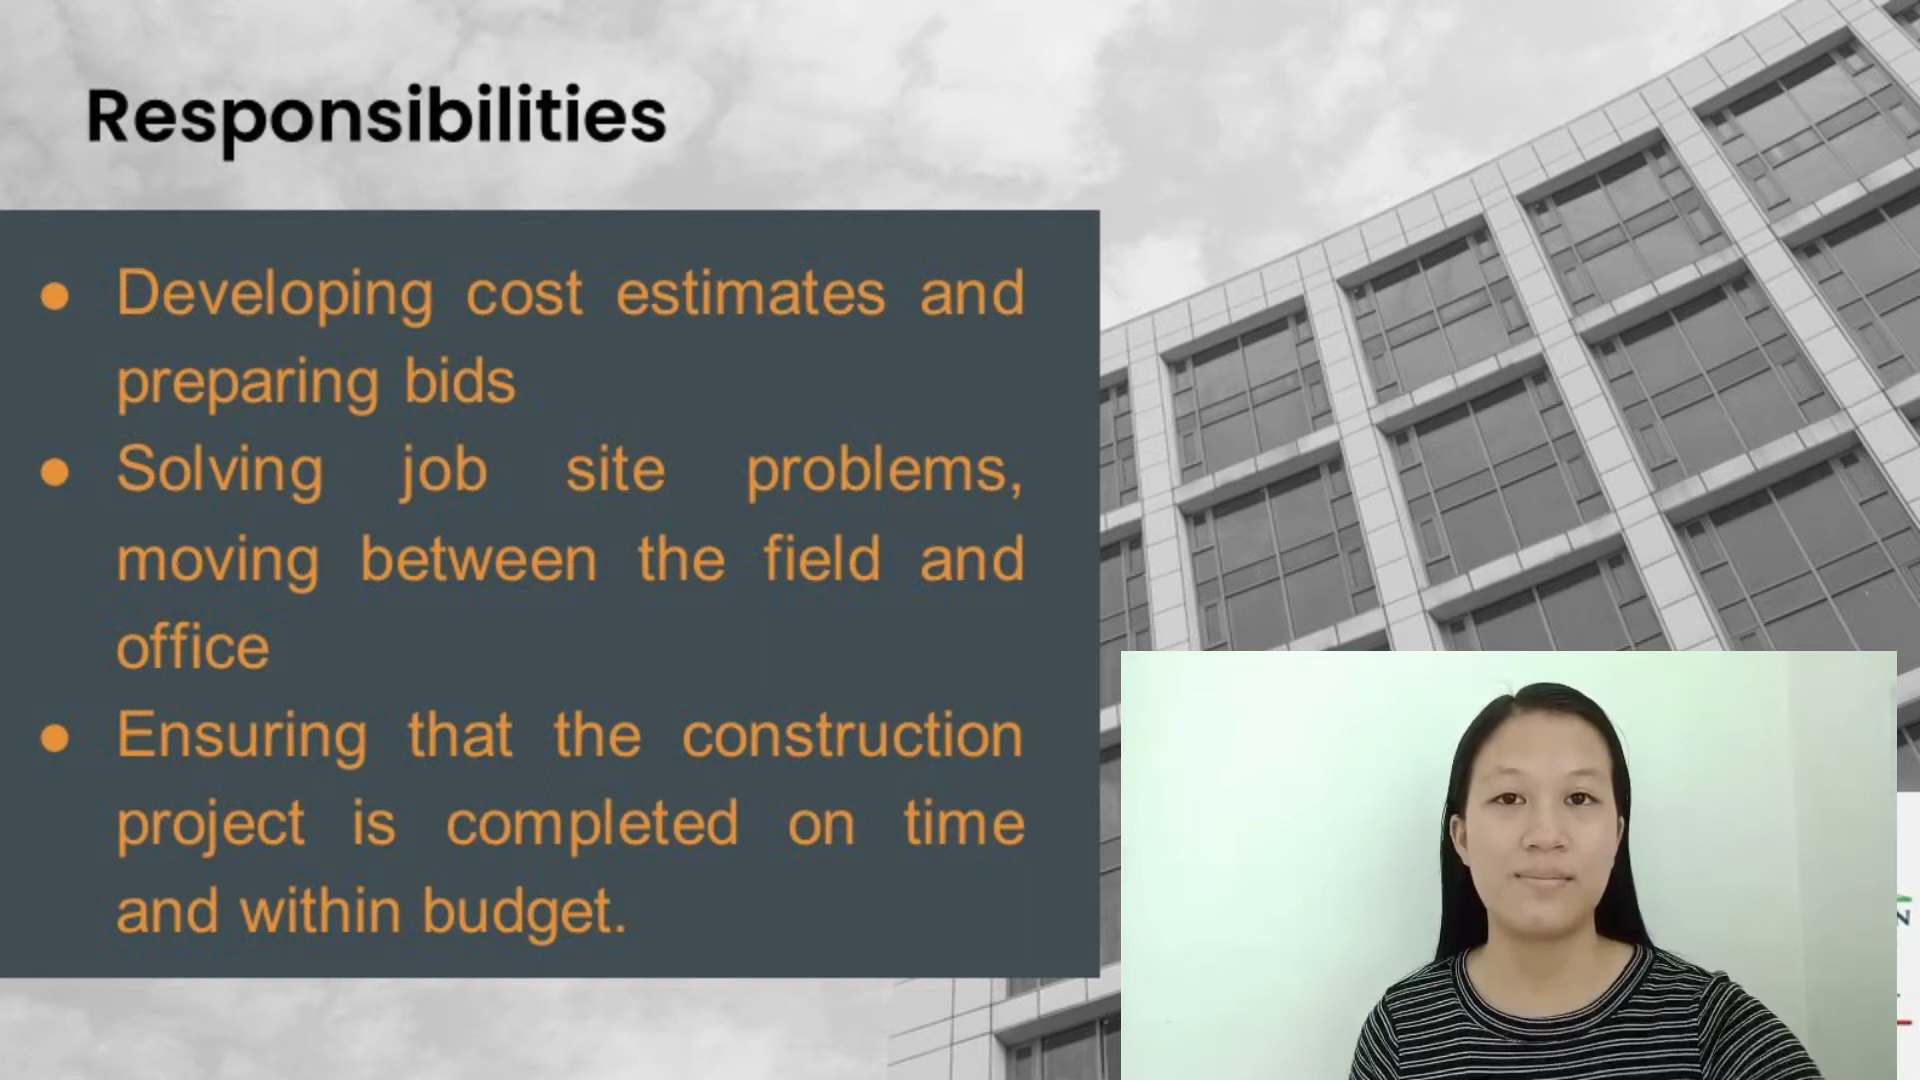 Responsibilities
● Developing cost estimates and
preparing bids
● Solving job site problems,
moving between the field and
office
● Ensuring that the construction
project is completed on time
and within budget.
N